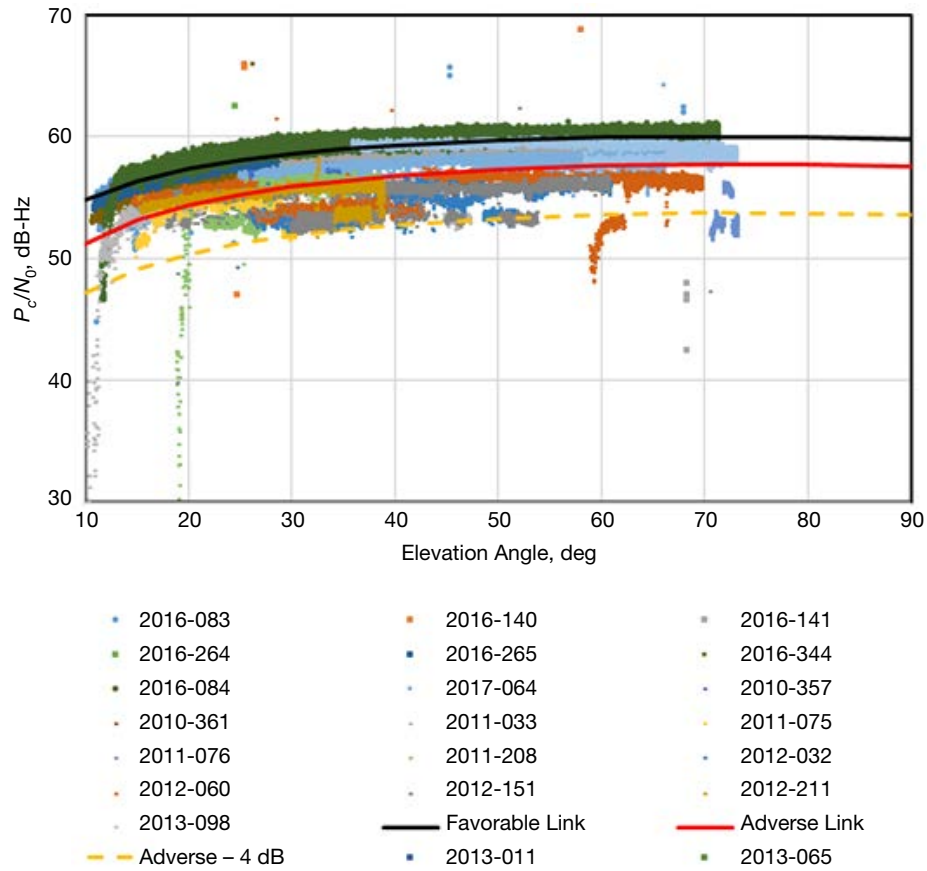 70
60
50
40
30
P_c/N_0, dB-Hz
10 20 30 40 50 60 70 80 90
Elevation Angle, deg
2016-083 2016-140 2016-141
2016-264 2016-265 2016-344
2016-084 2017-064 2010-357
2010-361 2011-033 2011-075
2011-076 2011-208 2012-032
2012-060 2012-151 2012-211
2013-098 Favorable Link Adverse Link
Adverse – 4 dB 2013-011 2013-065